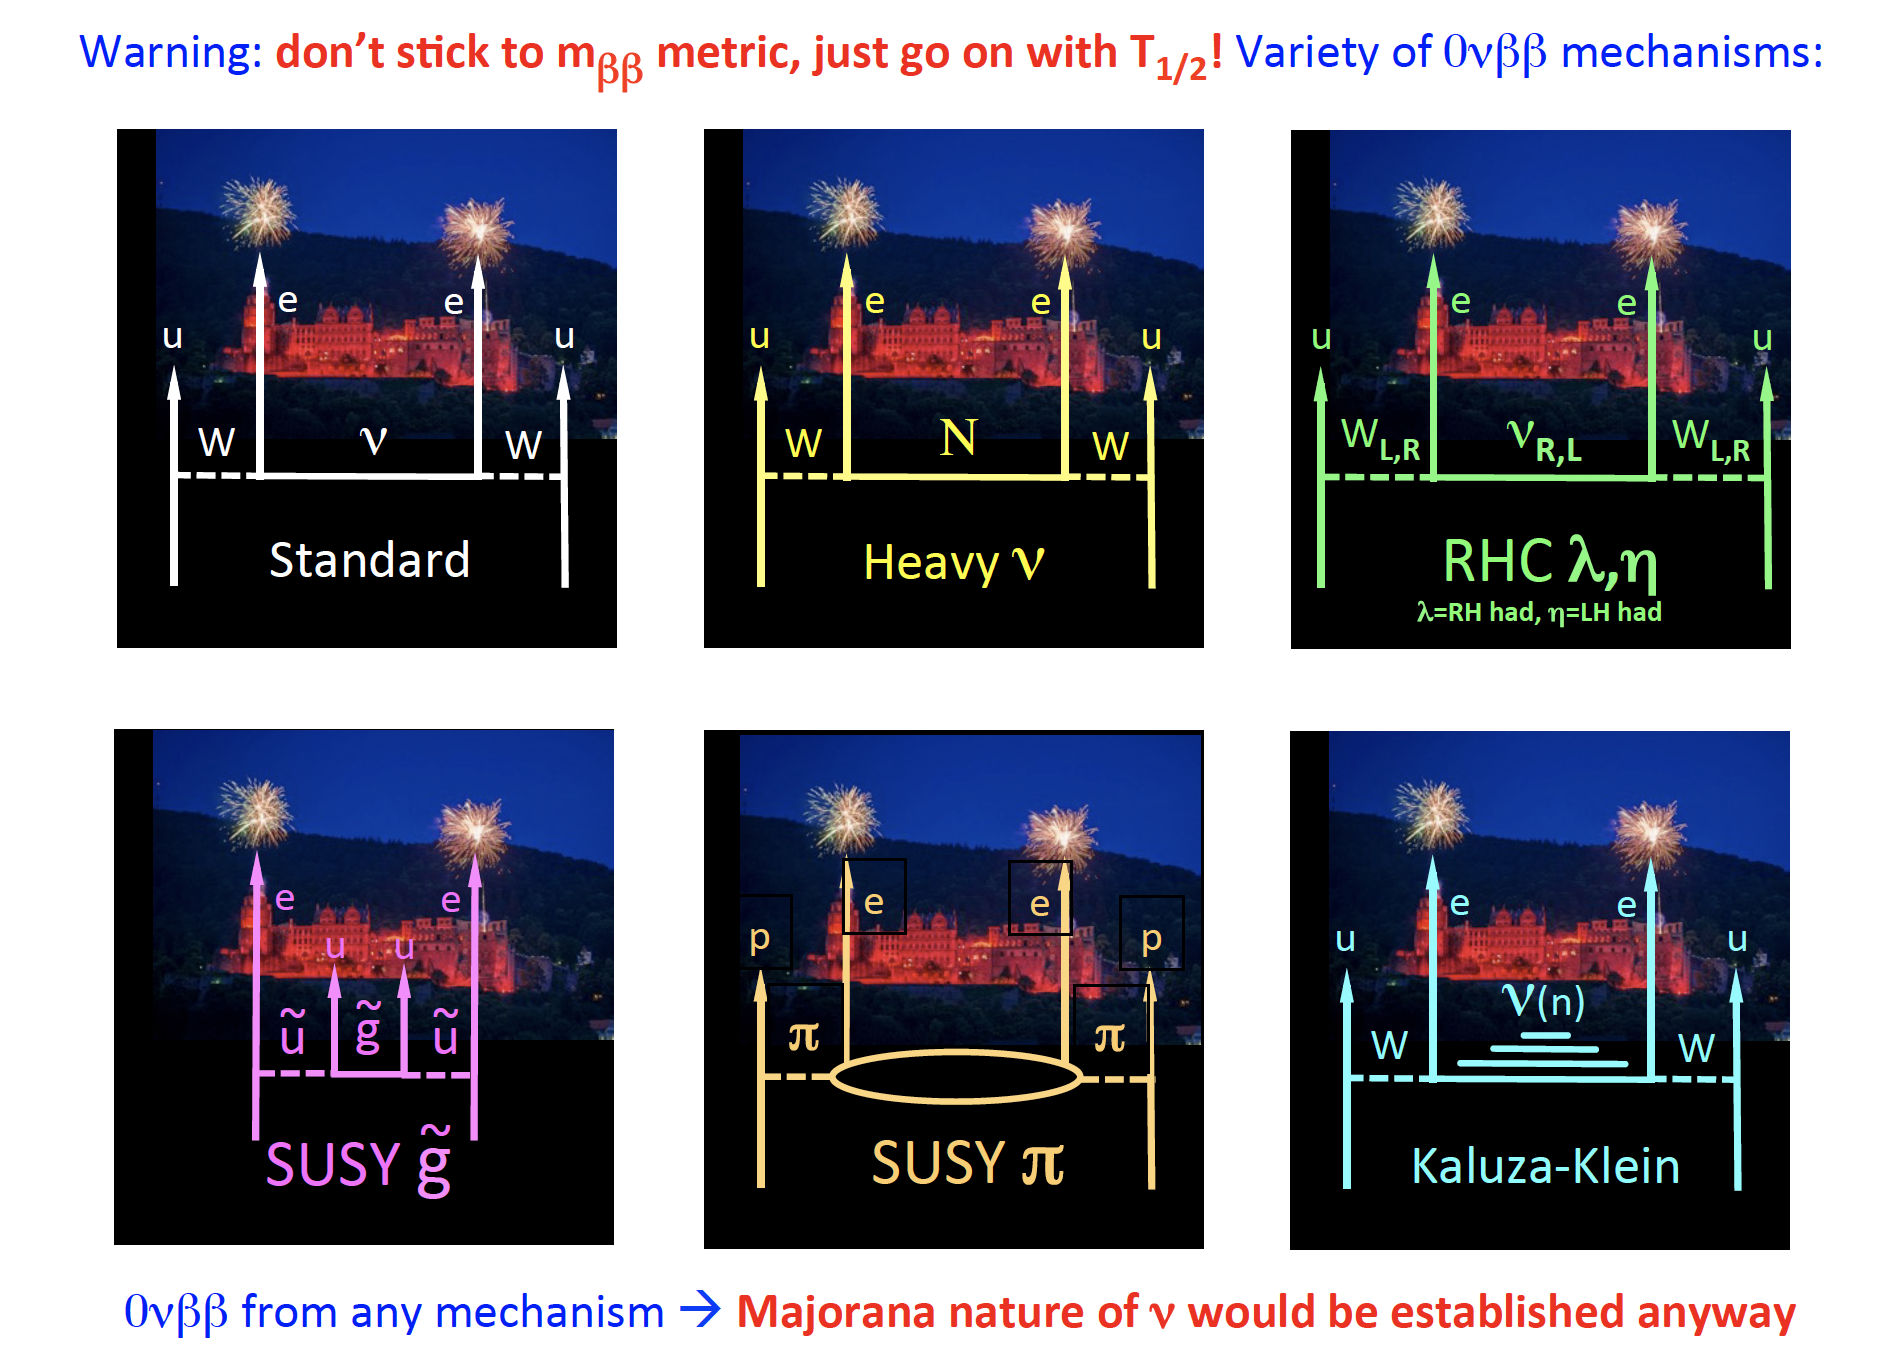 Warning: don't stick to mββ metric, just go on with T1/2! Variety of 0νββ mechanisms:
e e
u u
W ν W
Standard
e e
u u
W N W
Heavy ν
e e
u u
WL,R νR,L WL,R
RHC λ,η
λ=RH had, η=LH had
e e
u u
ũ g̃ ũ
SUSY g̃
e e
p p
π π
SUSY π
e e
u u
ν(n)
W W
Kaluza-Klein
0νββ from any mechanism → Majorana nature of ν would be established anyway